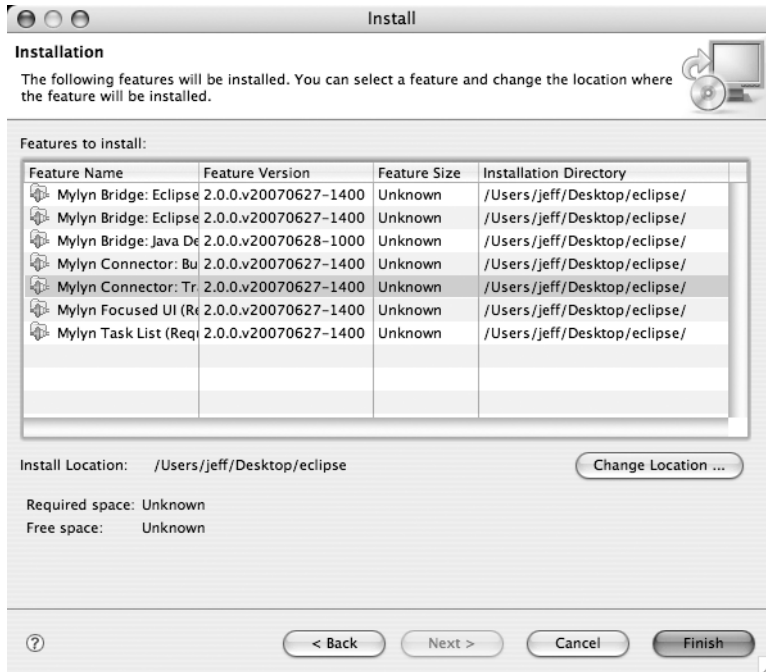 Install
Installation
The following features will be installed. You can select a feature and change the location where
the feature will be installed.
Features to install:
Feature Name Feature Version Feature Size Installation Directory
Mylyn Bridge: Eclipse 2.0.0.v20070627-1400 Unknown /Users/jeff/Desktop/eclipse/
Mylyn Bridge: Eclipse 2.0.0.v20070627-1400 Unknown /Users/jeff/Desktop/eclipse/
Mylyn Bridge: Java De 2.0.0.v20070628-1000 Unknown /Users/jeff/Desktop/eclipse/
Mylyn Connector: Bu 2.0.0.v20070627-1400 Unknown /Users/jeff/Desktop/eclipse/
Mylyn Connector: Tr 2.0.0.v20070627-1400 Unknown /Users/jeff/Desktop/eclipse/
Mylyn Focused UI (Re 2.0.0.v20070627-1400 Unknown /Users/jeff/Desktop/eclipse/
Mylyn Task List (Requ 2.0.0.v20070627-1400 Unknown /Users/jeff/Desktop/eclipse/
Install Location: /Users/jeff/Desktop/eclipse Change Location ...
Required space: Unknown
Free space: Unknown
? < Back Next > Cancel Finish